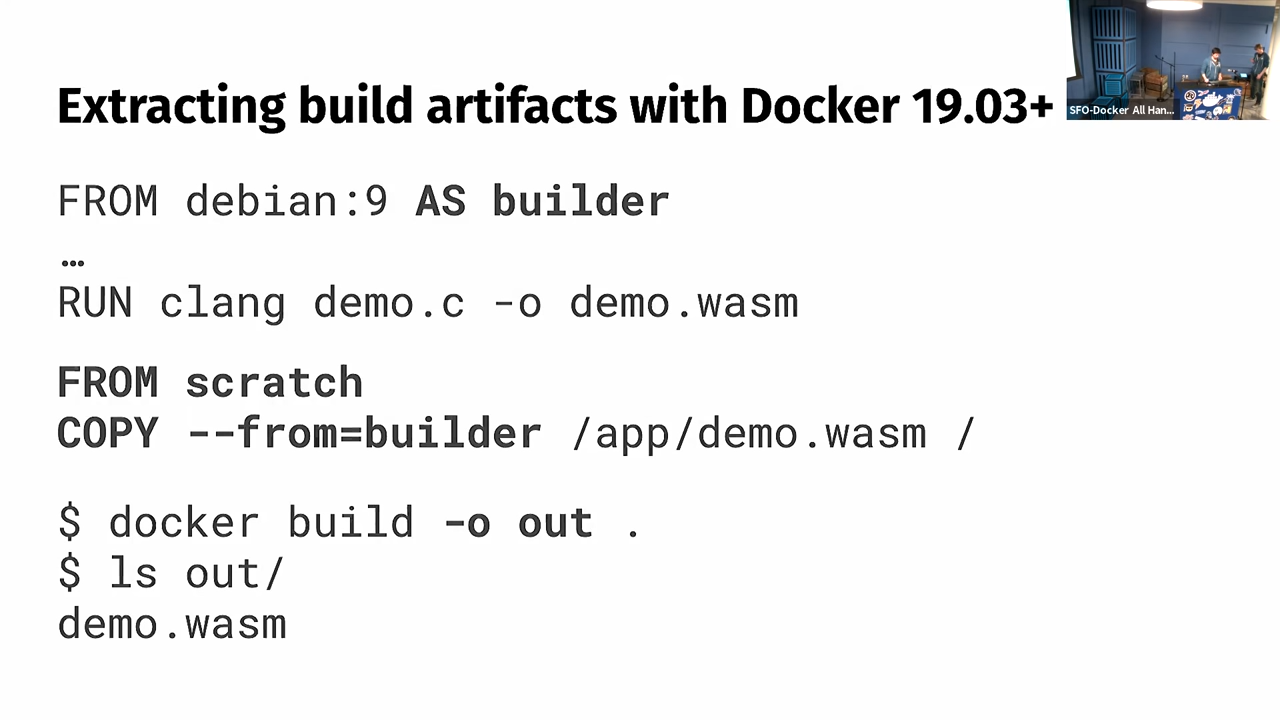 Extracting build artifacts with Docker 19.03+
SFO-Docker All Han...
FROM debian:9 AS builder
…
RUN clang demo.c -o demo.wasm
FROM scratch
COPY --from=builder /app/demo.wasm /
$ docker build -o out .
$ ls out/
demo.wasm